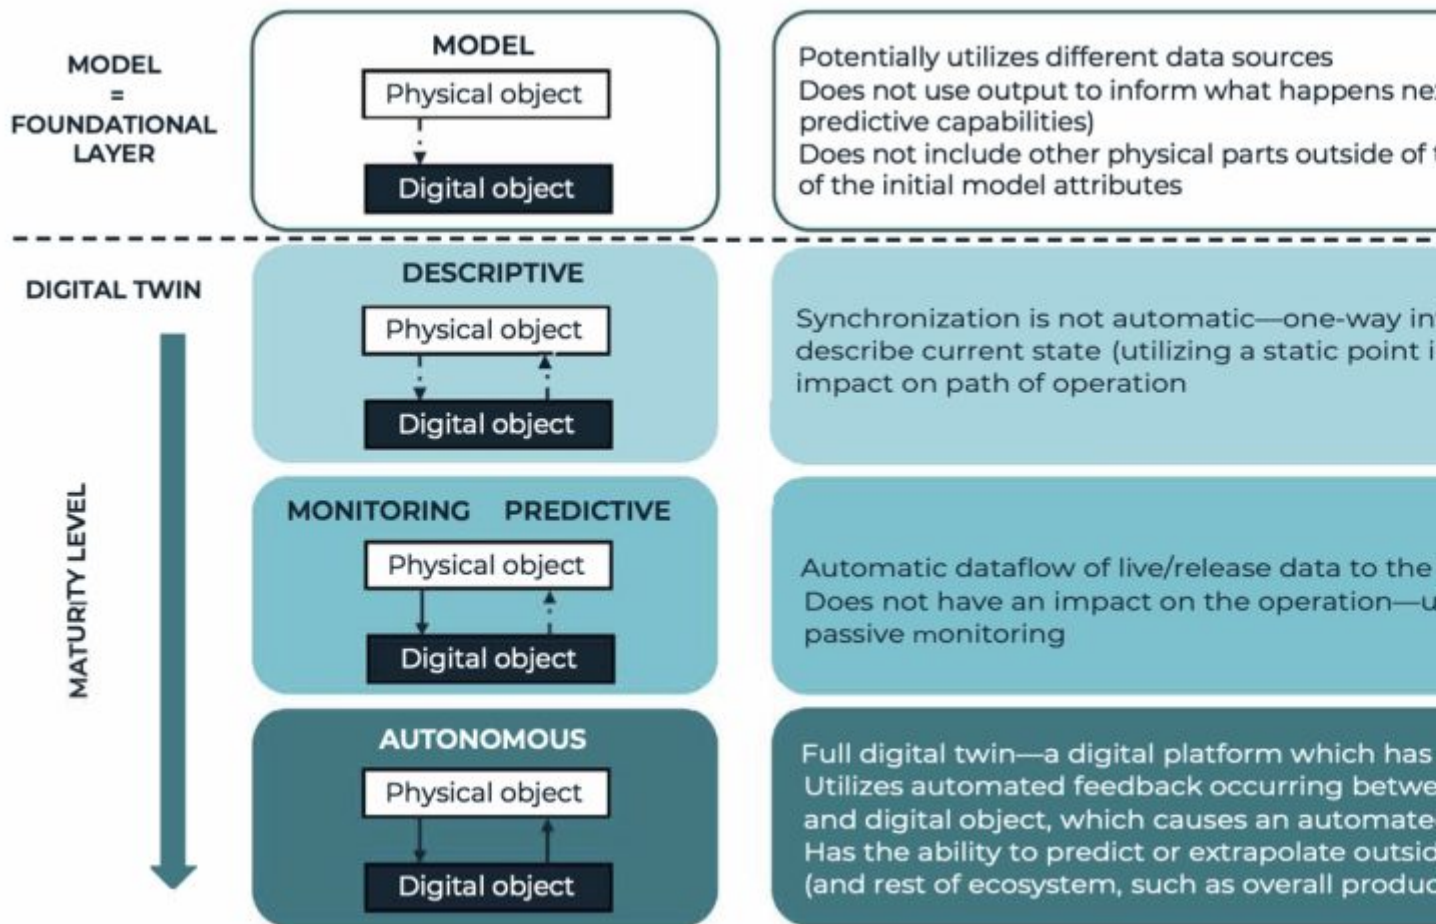 MODEL
=
FOUNDATIONAL
LAYER
MODEL
Physical object
Digital object
Potentially utilizes different data sources
Does not use output to inform what happens
predictive capabilities)
Does not include other physical parts outside of
of the initial model attributes
DIGITAL TWIN
MATURITY LEVEL
DESCRIPTIVE
Physical object
Digital object
Synchronization is not automatic—one-way
describe current state (utilizing a static point
impact on path of operation
MONITORING PREDICTIVE
Physical object
Digital object
Automatic dataflow of live/release data to the
Does not have an impact on the operation—
passive monitoring
AUTONOMOUS
Physical object
Digital object
Full digital twin—a digital platform which has
Utilizes automated feedback occurring
and digital object, which causes an
Has the ability to predict or extrapolate
(and rest of ecosystem, such as overall